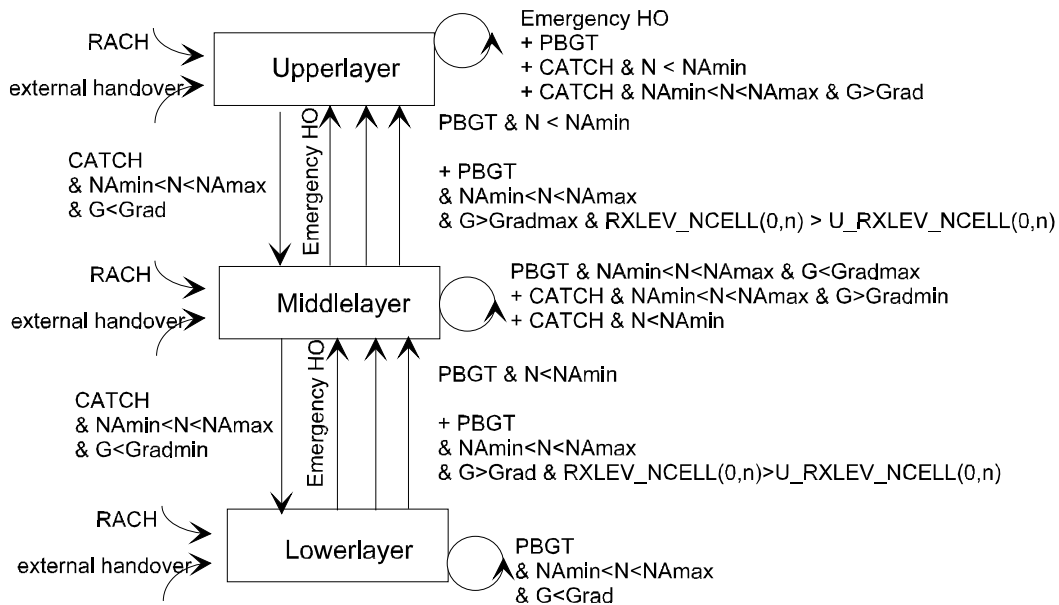 Emergency HO
+ PBGT
+ CATCH & N < NAmin
+ CATCH & NAmin<N<NAmax & G>Grad
RACH
Upperlayer
external handover
PBGT & N < NAmin
Emergency HO
CATCH
& NAmin<N<NAmax
& G<Grad
+ PBGT
& NAmin<N<NAmax
& G>Gradmax & RXLEV_NCELL(0,n) > U_RXLEV_NCELL(0,n)
RACH
Middlelayer
external handover
PBGT & NAmin<N<NAmax & G<Gradmax
+ CATCH & NAmin<N<NAmax & G>Gradmin
+ CATCH & N<NAmin
Emergency HO
PBGT & N<NAmin
CATCH
& NAmin<N<NAmax
& G<Gradmin
+ PBGT
& NAmin<N<NAmax
& G>Grad & RXLEV_NCELL(0,n)>U_RXLEV_NCELL(0,n)
RACH
Lowerlayer
external handover
PBGT
& NAmin<N<NAmax
& G<Grad